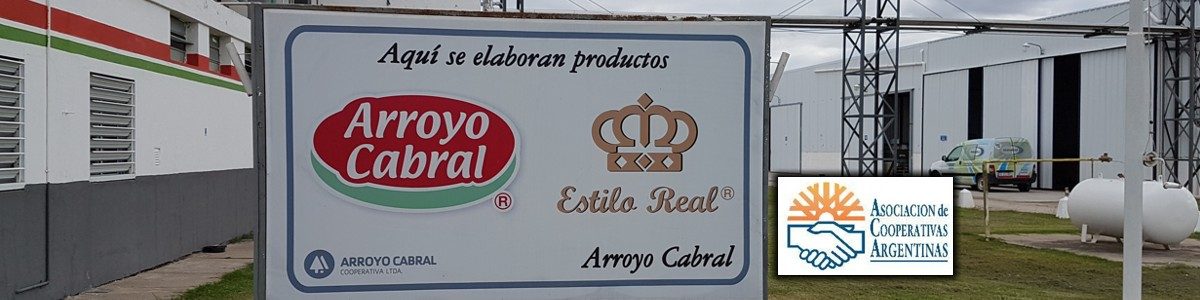 Aquí se elaboran productos
Arroyo
Cabral
®
Estilo Real®
ARROYO CABRAL
COOPERATIVA LTDA.
Arroyo Cabral
ASOCIACION de
COOPERATIVAS
ARGENTINAS